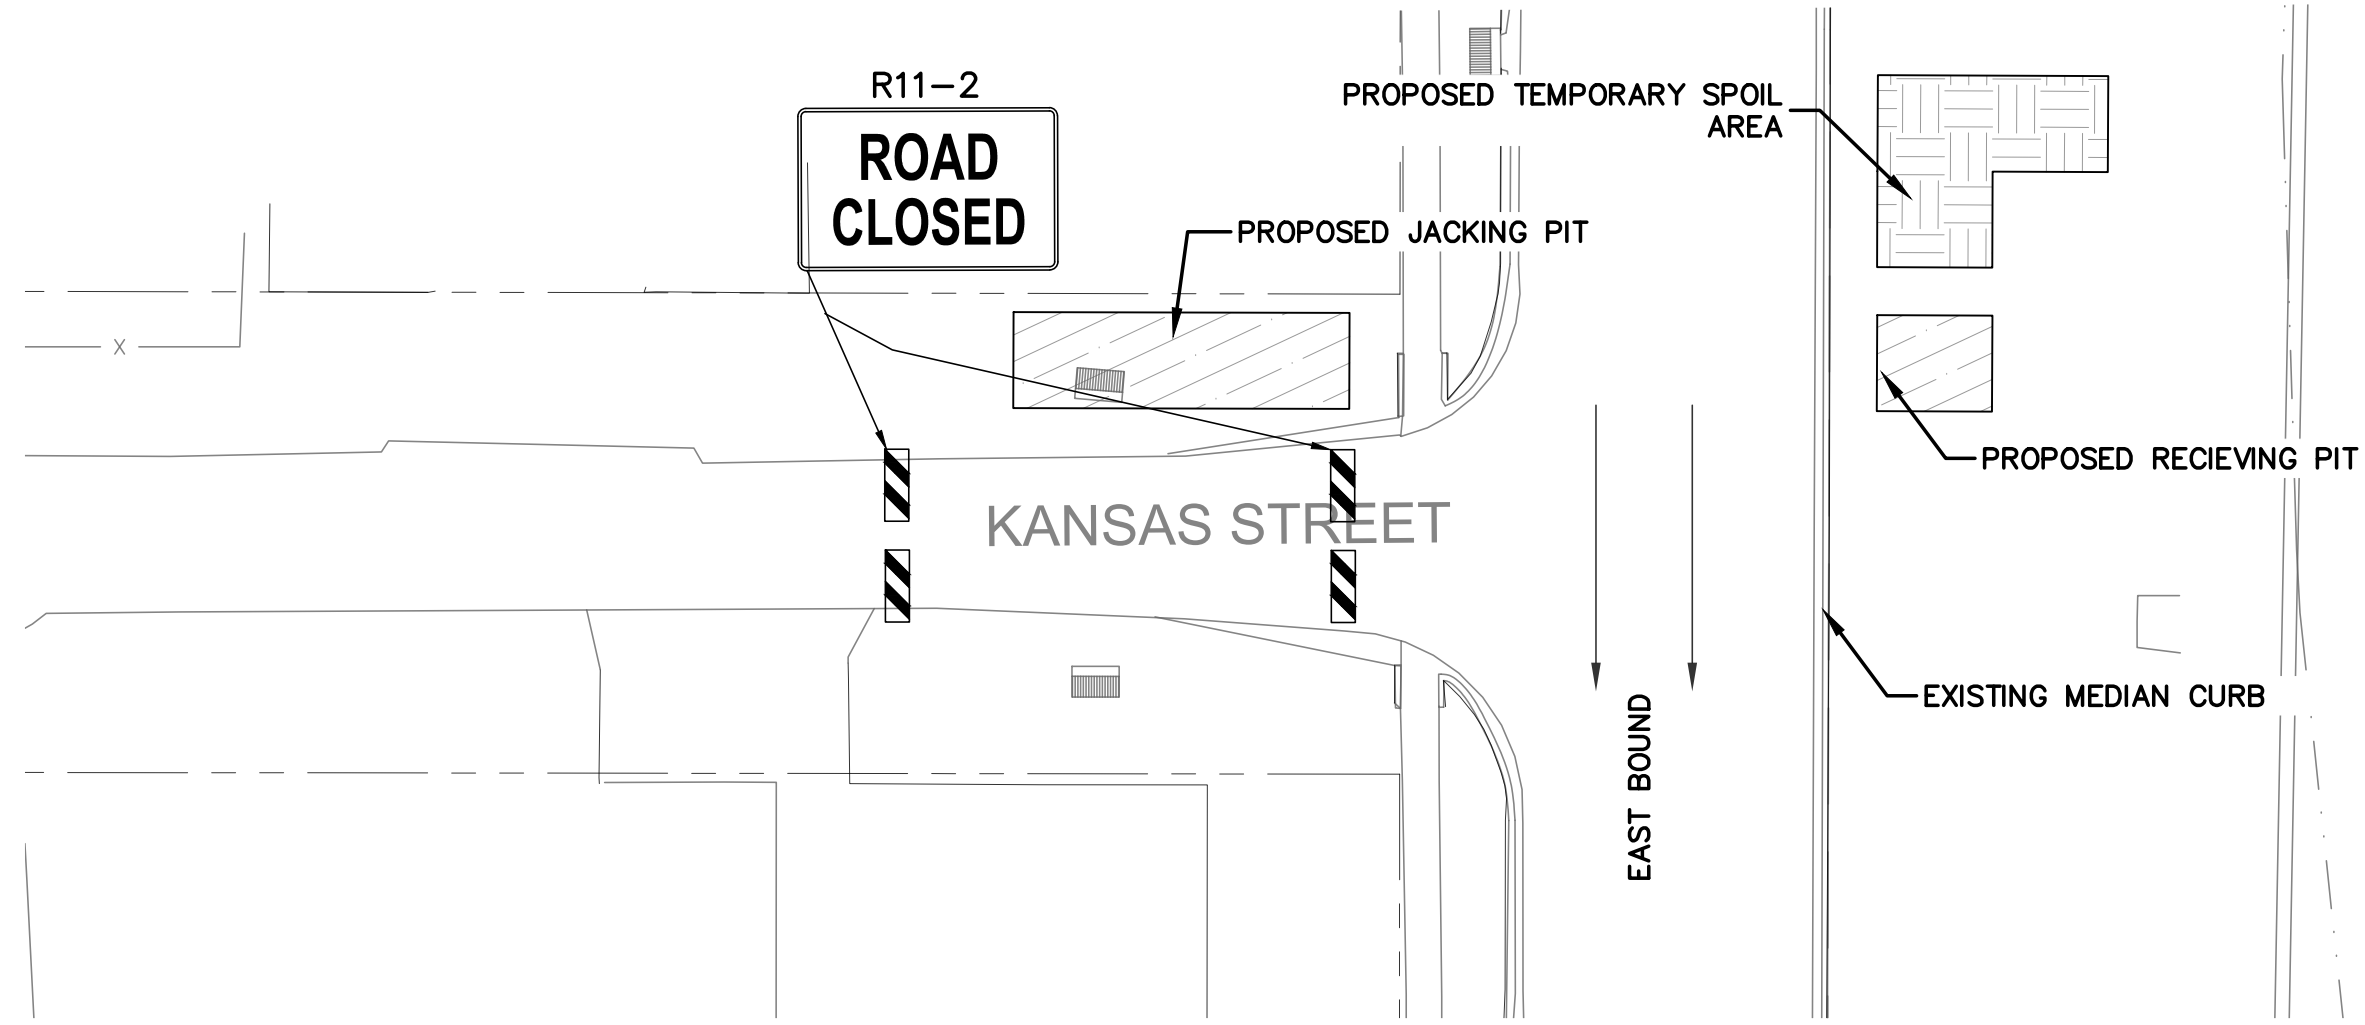 R11-2
ROAD
CLOSED
PROPOSED TEMPORARY SPOIL
AREA
PROPOSED JACKING PIT
X
KANSAS STREET
PROPOSED RECIEVING PIT
EXISTING MEDIAN CURB
EAST BOUND